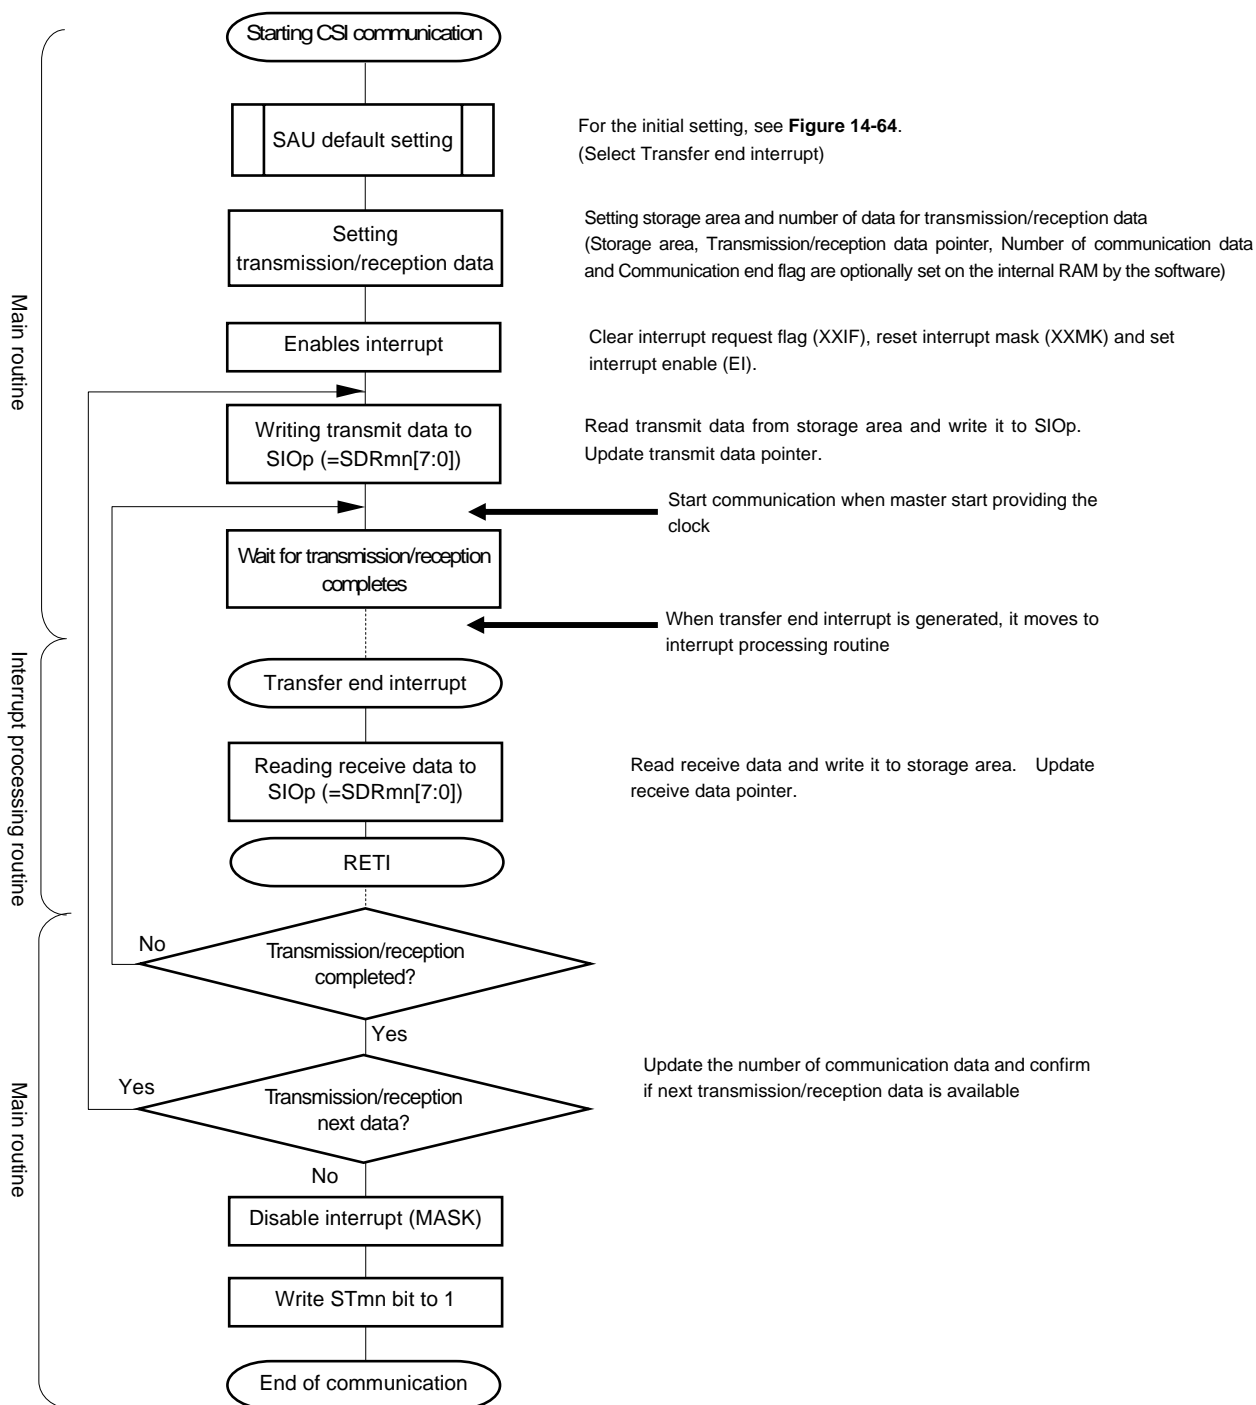 Starting CSI communication
SAU default setting
For the initial setting, see Figure 14-64.
(Select Transfer end interrupt)
Setting
transmission/reception data
Setting storage area and number of data for transmission/reception data
(Storage area, Transmission/reception data pointer, Number of communication data
and Communication end flag are optionally set on the internal RAM by the software)
Main routine
Enables interrupt
Clear interrupt request flag (XXIF), reset interrupt mask (XXMK) and set
interrupt enable (EI).
Writing transmit data to
SIOp (=SDRmn[7:0])
Read transmit data from storage area and write it to SIOp.
Update transmit data pointer.
Start communication when master start providing the
clock
Wait for transmission/reception
completes
When transfer end interrupt is generated, it moves to
interrupt processing routine
Interrupt processing routine
Transfer end interrupt
Reading receive data to
SIOp (=SDRmn[7:0])
Read receive data and write it to storage area. Update
receive data pointer.
RETI
No
Transmission/reception
completed?
Yes
Main routine
Yes
Transmission/reception
next data?
Update the number of communication data and confirm
if next transmission/reception data is available
No
Disable interrupt (MASK)
Write STmn bit to 1
End of communication